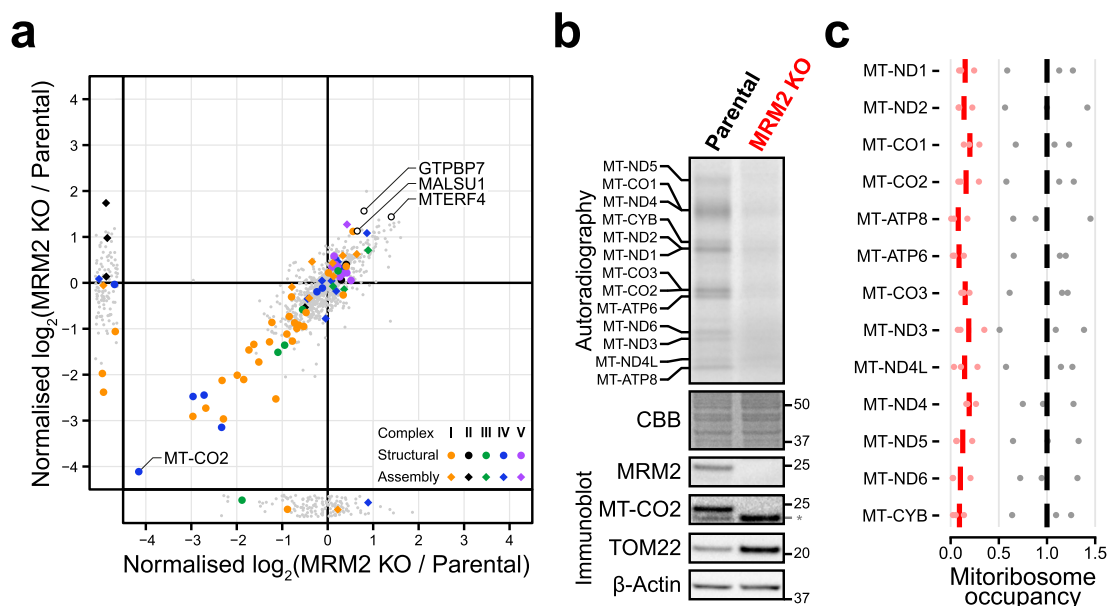 a
Normalised log2(MRM2 KO / Parental)
4
3
2
1
0
−1
−2
−3
−4
GTPBP7
MALSU1
MTERF4
MT-CO2
Complex I II III IV V
Structural
Assembly
−4 −3 −2 −1 0 1 2 3 4
Normalised log2(MRM2 KO / Parental)
b
Parental
MRM2 KO
Autoradiography
MT-ND5
MT-CO1
MT-ND4
MT-CYB
MT-ND2
MT-ND1
MT-CO3
MT-CO2
MT-ATP6
MT-ND6
MT-ND3
MT-ND4L
MT-ATP8
CBB
50
37
Immunoblot
MRM2
25
MT-CO2
25
*
TOM22
20
β-Actin
37
c
MT-ND1
MT-ND2
MT-CO1
MT-CO2
MT-ATP8
MT-ATP6
MT-CO3
MT-ND3
MT-ND4L
MT-ND4
MT-ND5
MT-ND6
MT-CYB
0.0 0.5 1.0 1.5
Mitoribosome
occupancy